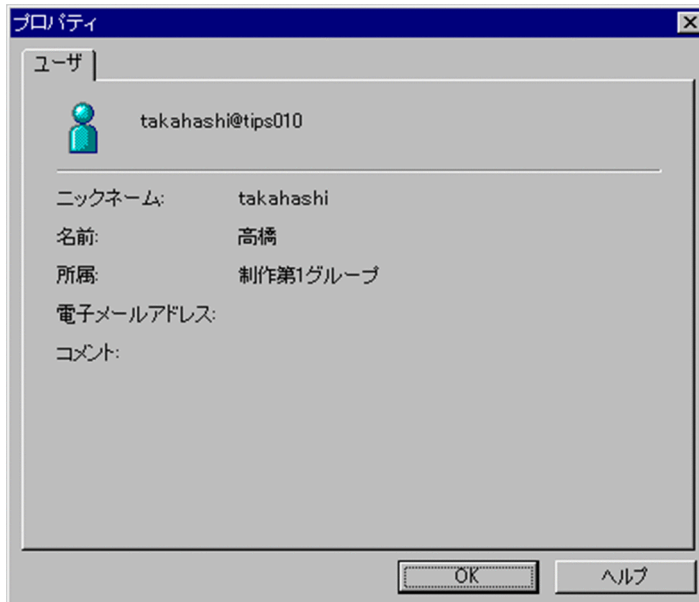 プロパティ
ユーザ
takahashi@tips010
ニックネーム: takahashi
名前: 高橋
所属: 制作第1グループ
電子メールアドレス:
コメント:
OK ヘルプ